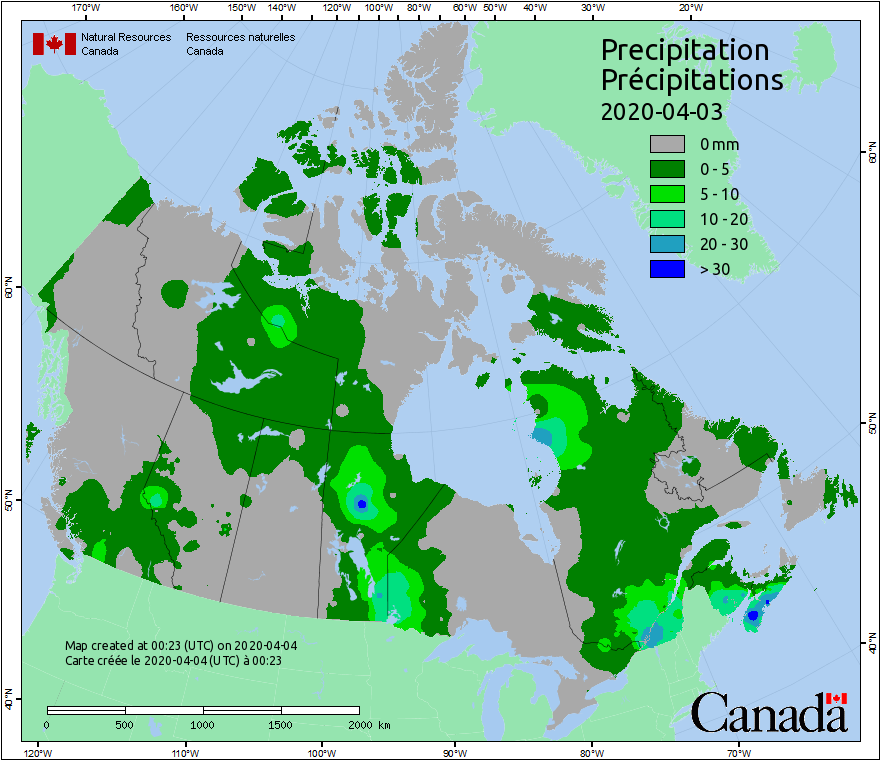 170°W 160°W 150°W 140°W 120°W 100°W 80°W 60°W 50°W 40°W 30°W 20°W
Natural Resources Ressources naturelles
Canada Canada
Precipitation
Précipitations
2020-04-03
0 mm
0 - 5
5 - 10
10 - 20
20 - 30
> 30
60°N
60°N
50°N
50°N
40°N
40°N
Map created at 00:23 (UTC) on 2020-04-04
Carte créée le 2020-04-04 (UTC) à 00:23
0 500 1000 1500 2000 km
Canada
120°W 110°W 100°W 90°W 80°W 70°W